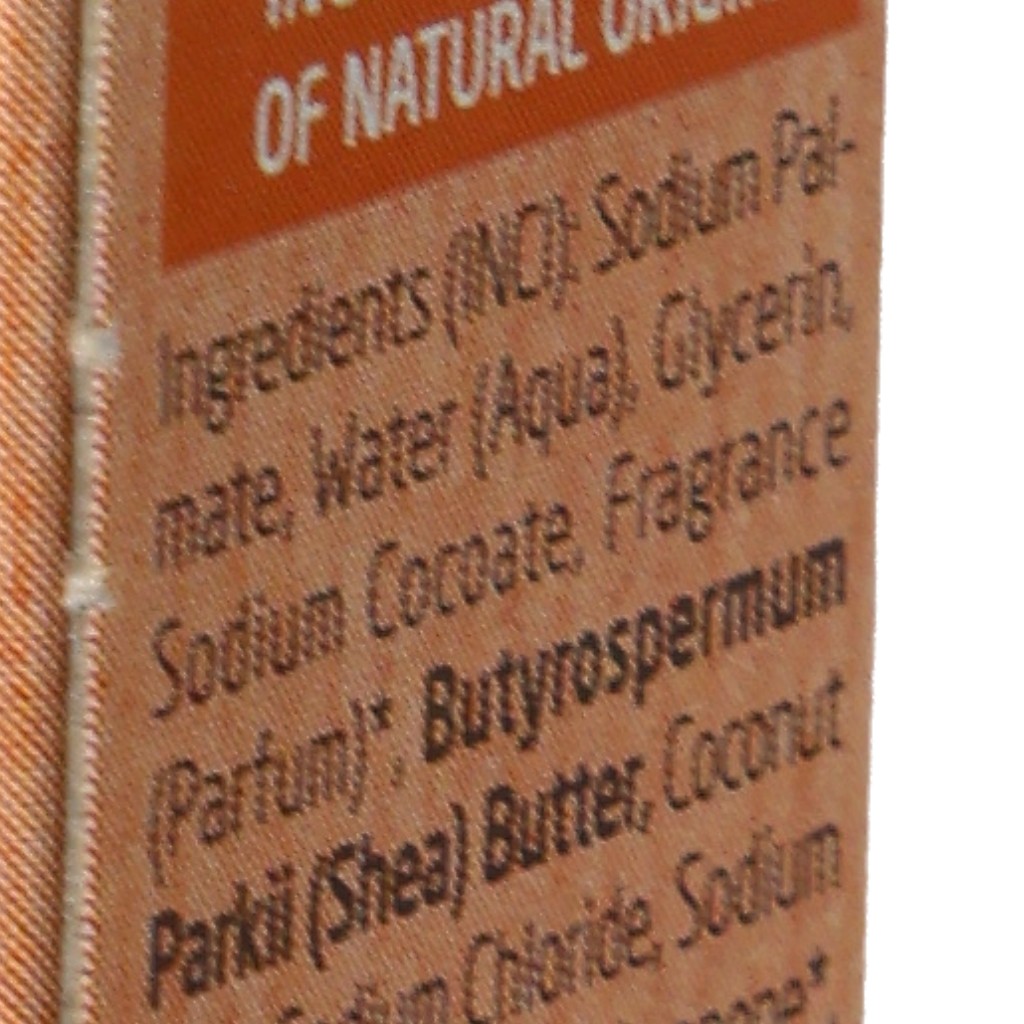 OF NATURAL
Ingredients (INCI): Sodium Pal-
mate, Water (Aqua), Glycerin,
Sodium Cocoate, Fragrance
(Parfum)*, Butyrospermum
Parkii (Shea) Butter, Coconut
Sodium Chloride, Sodium